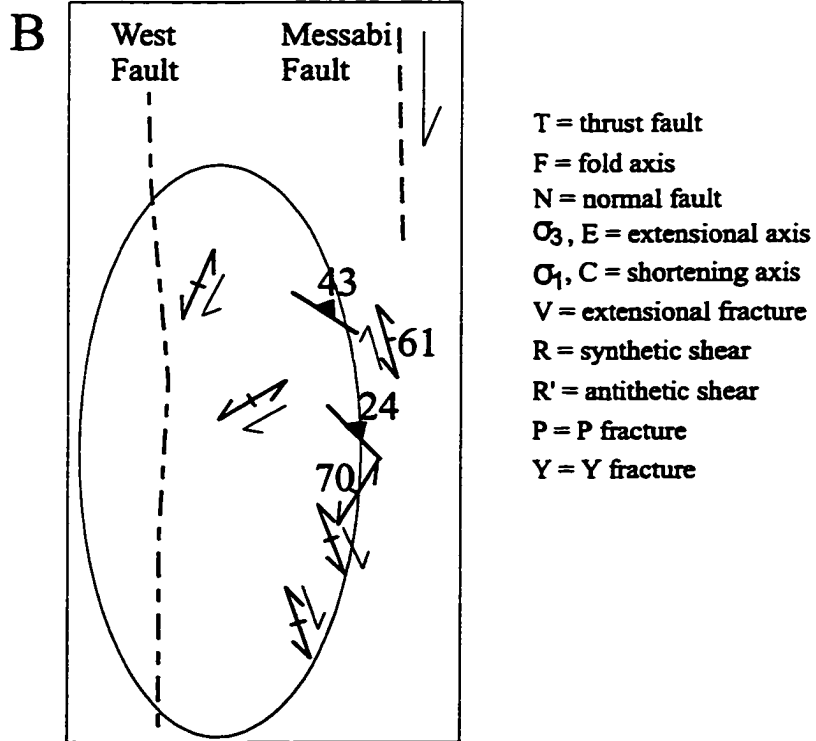 B
West
Fault
Messabi
Fault
43
61
24
70
T = thrust fault
F = fold axis
N = normal fault
σ3, E = extensional axis
σ1, C = shortening axis
V = extensional fracture
R = synthetic shear
R' = antithetic shear
P = P fracture
Y = Y fracture